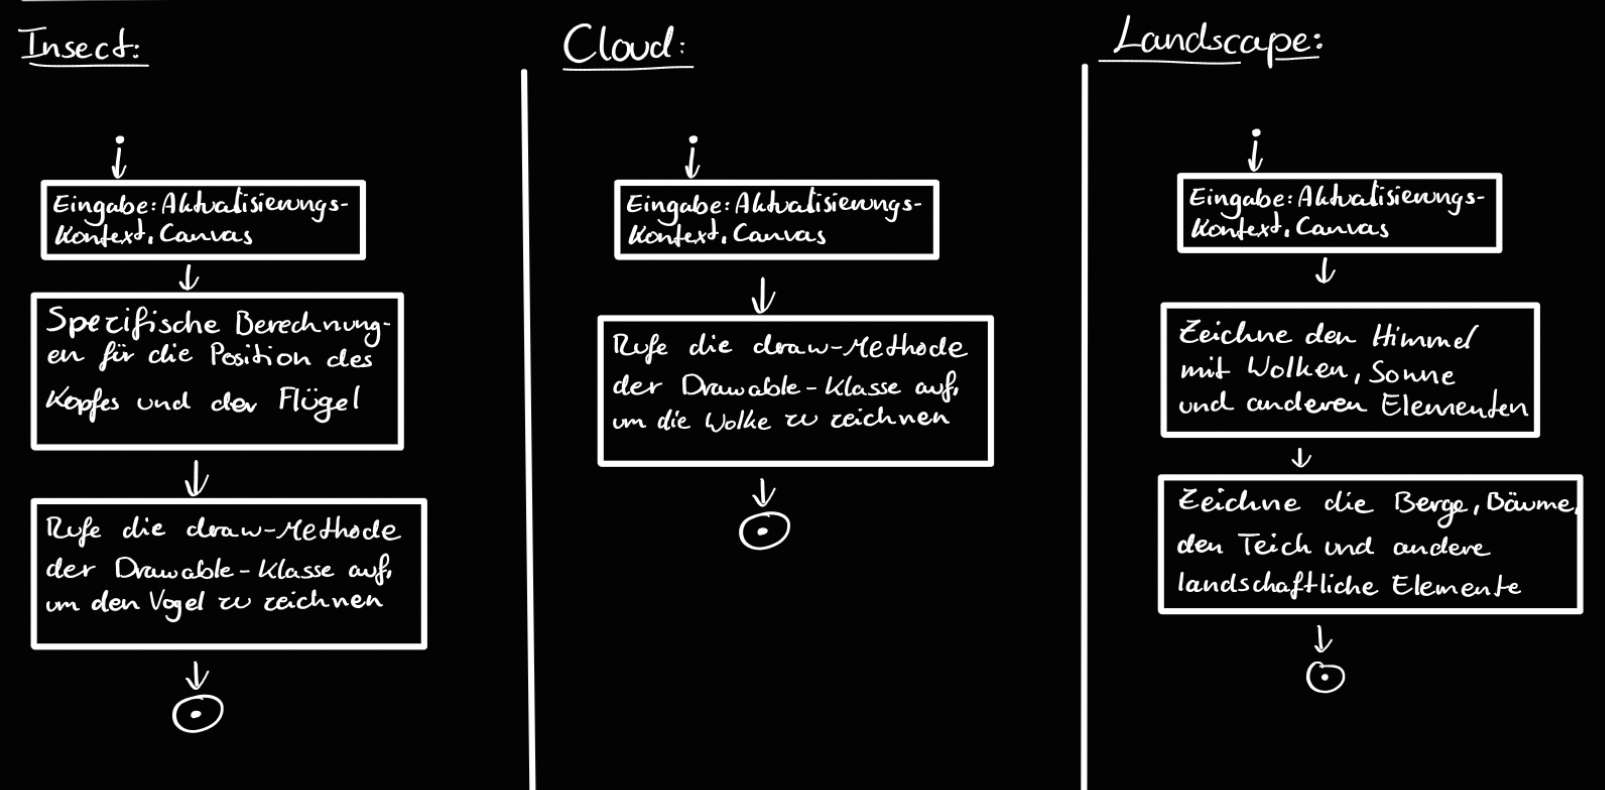 Insect:
Eingabe: Aktualisierungs-
Kontext, Canvas
Spezifische Berechnung-
en für die Position des
Kopfes und der Flügel
Rufe die draw-Methode
der Drawable-Klasse auf,
um den Vogel zu zeichnen
Cloud:
Eingabe: Aktualisierungs-
Kontext, Canvas
Rufe die draw-Methode
der Drawable-Klasse auf,
um die Wolke zu zeichnen
Landscape:
Eingabe: Aktualisierungs-
Kontext, Canvas
Zeichne den Himmel
mit Wolken, Sonne
und anderen Elementen
Zeichne die Berge, Bäume,
den Teich und andere
landschaftliche Elemente